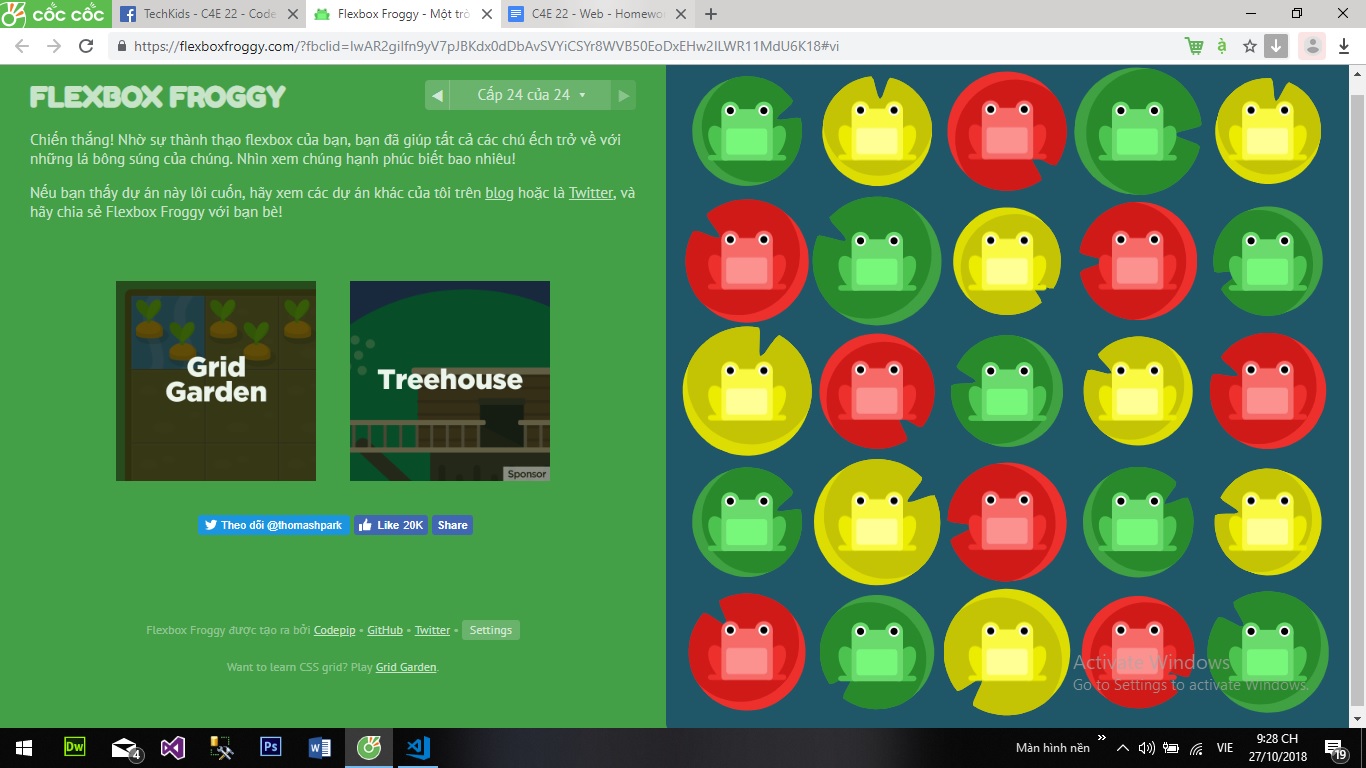 cốc cốc
TechKids - C4E 22 - Code
Flexbox Froggy - Một trò
C4E 22 - Web - Homewor
https://flexboxfroggy.com/?fbclid=IwAR2giIfn9yV7pJBKdx0dDbAvSVYiCSYr8WVB50EoDxEHw2ILWR11MdU6K18#vi
FLEXBOX FROGGY
Cấp 24 của 24
Chiến thắng! Nhờ sự thành thạo flexbox của bạn, bạn đã giúp tất cả các chú ếch trở về với
những lá bông súng của chúng. Nhìn xem chúng hạnh phúc biết bao nhiêu!
Nếu bạn thấy dự án này lôi cuốn, hãy xem các dự án khác của tôi trên blog hoặc là Twitter, và
hãy chia sẻ Flexbox Froggy với bạn bè!
Grid
Garden
Treehouse
Sponsor
Theo dõi @thomashpark
Like 20K
Share
Flexbox Froggy được tạo ra bởi Codepip • GitHub • Twitter • Settings
Want to learn CSS grid? Play Grid Garden.
Activate Windows
Go to Settings to activate Windows.
Dw
4
Ps
Màn hình nền
VIE
9:28 CH
27/10/2018
19